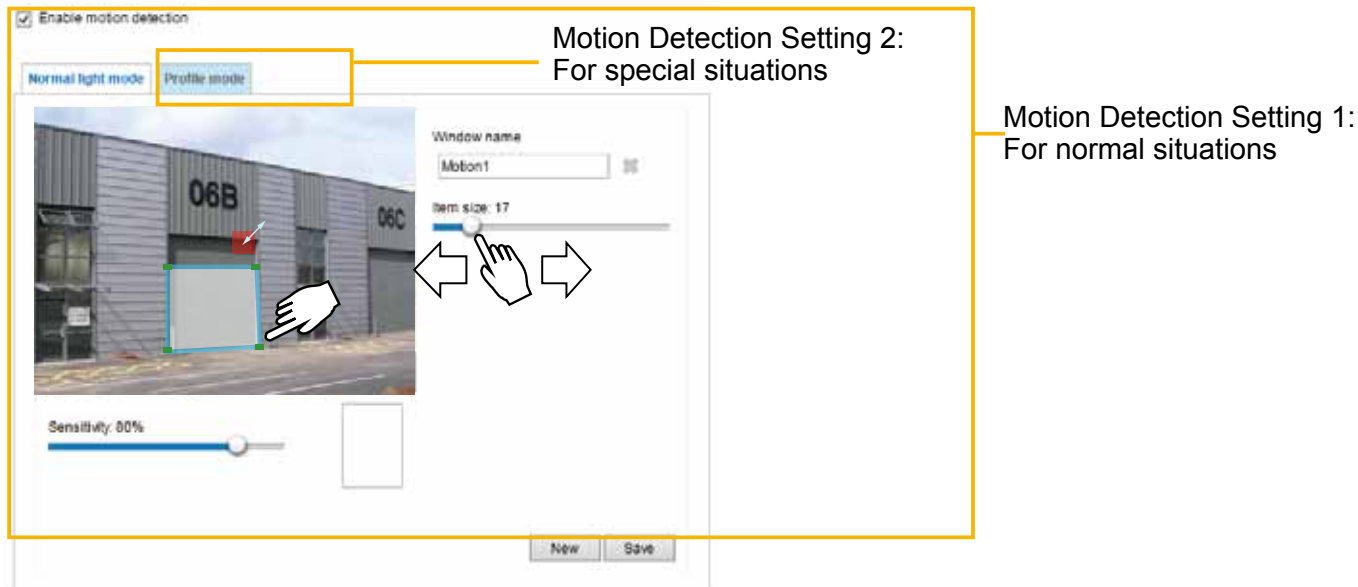 Enable motion detection
Motion Detection Setting 2:
For special situations
Normal light mode
Profile mode
Motion Detection Setting 1:
For normal situations
Window name
Motion1
06B
06C
Item size: 17
Sensitivity: 80%
New
Save